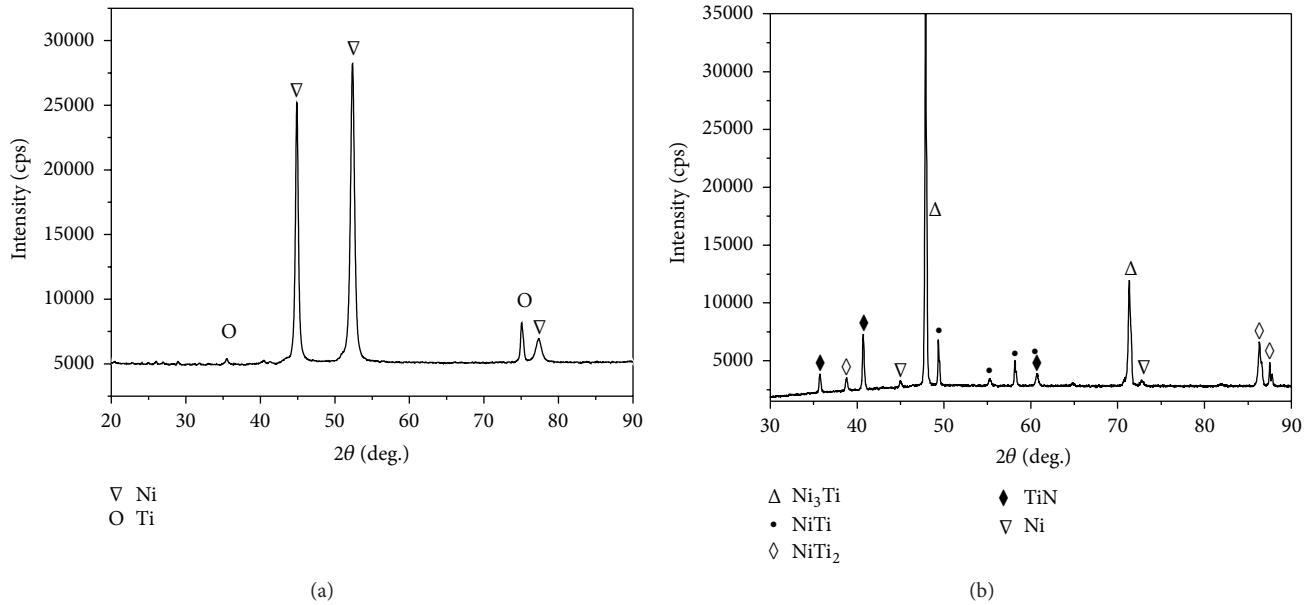 30000
25000
20000
15000
10000
5000
Intensity (cps)
20 30 40 50 60 70 80 90
2θ (deg.)
▽ Ni
O Ti
(a)
35000
30000
25000
20000
15000
10000
5000
Intensity (cps)
30 40 50 60 70 80 90
2θ (deg.)
△ Ni₃Ti
• NiTi
◊ NiTi₂
♦ TiN
▽ Ni
(b)